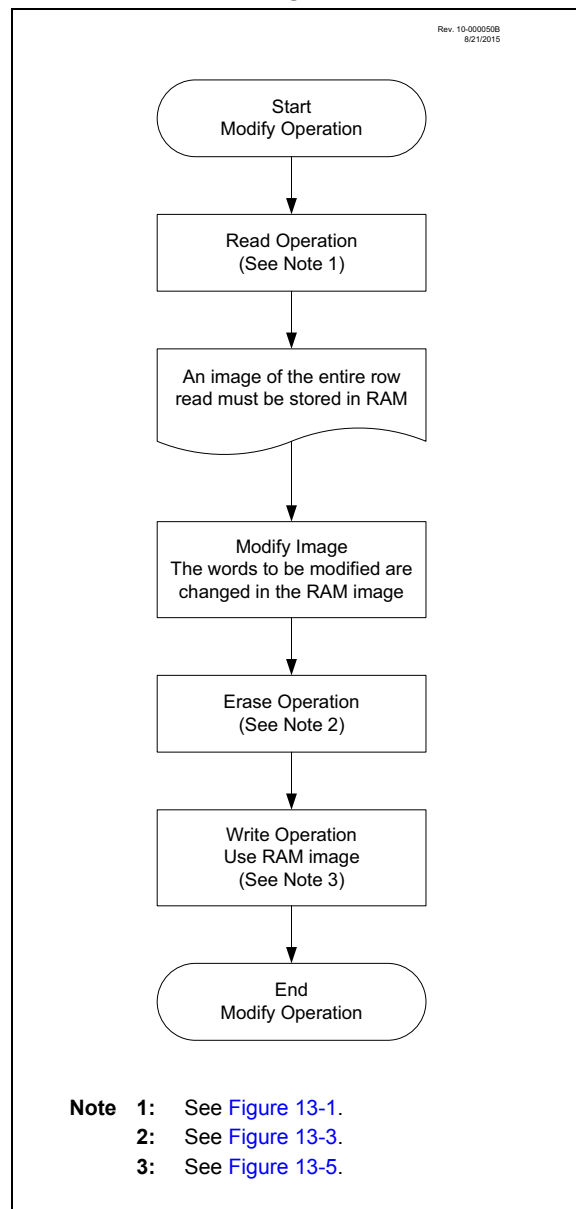 Rev. 10-000050B
8/21/2015
Start
Modify Operation
Read Operation
(See Note 1)
An image of the entire row
read must be stored in RAM
Modify Image
The words to be modified are
changed in the RAM image
Erase Operation
(See Note 2)
Write Operation
Use RAM image
(See Note 3)
End
Modify Operation
Note 1: See Figure 13-1.
2: See Figure 13-3.
3: See Figure 13-5.